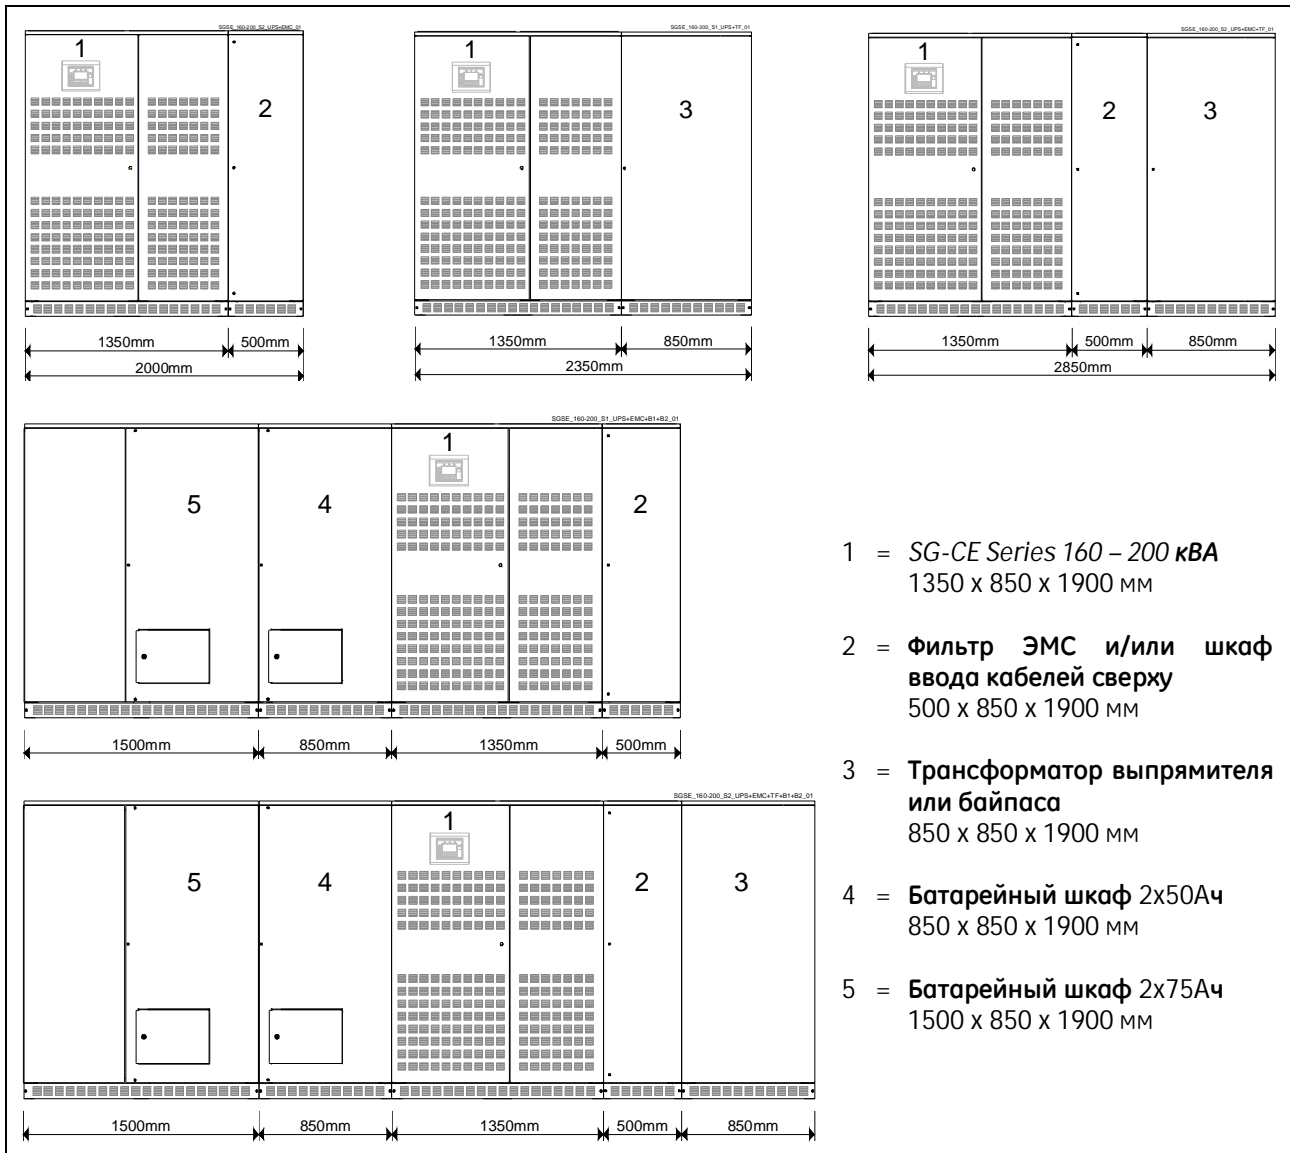 SGSE_160-200_S2_UPS+EMC_01
1
2
1350mm 500mm
2000mm
SGSE_160-200_S1_UPS+TF_01
1
3
1350mm 850mm
2350mm
SGSE_160-200_S2_UPS+EMC+TF_01
1
2 3
1350mm 500mm 850mm
2850mm
SGSE_160-200_S1_UPS+EMC+B1+B2_01
1
5 4 2
1500mm 850mm 1350mm 500mm
SGSE_160-200_S2_UPS+EMC+TF+B1+B2_01
1
5 4 2 3
1500mm 850mm 1350mm 500mm 850mm
1 = SG-CE Series 160 – 200 кВА
1350 x 850 x 1900 мм
2 = Фильтр ЭМС и/или шкаф
ввода кабелей сверху
500 x 850 x 1900 мм
3 = Трансформатор выпрямителя
или байпаса
850 x 850 x 1900 мм
4 = Батарейный шкаф 2x50Ач
850 x 850 x 1900 мм
5 = Батарейный шкаф 2x75Ач
1500 x 850 x 1900 мм